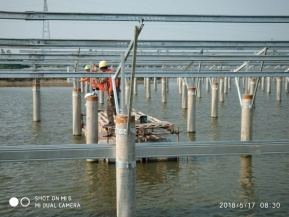 SHOT ON MI 5
MI DUAL CAMERA
2018/5/17 08:30